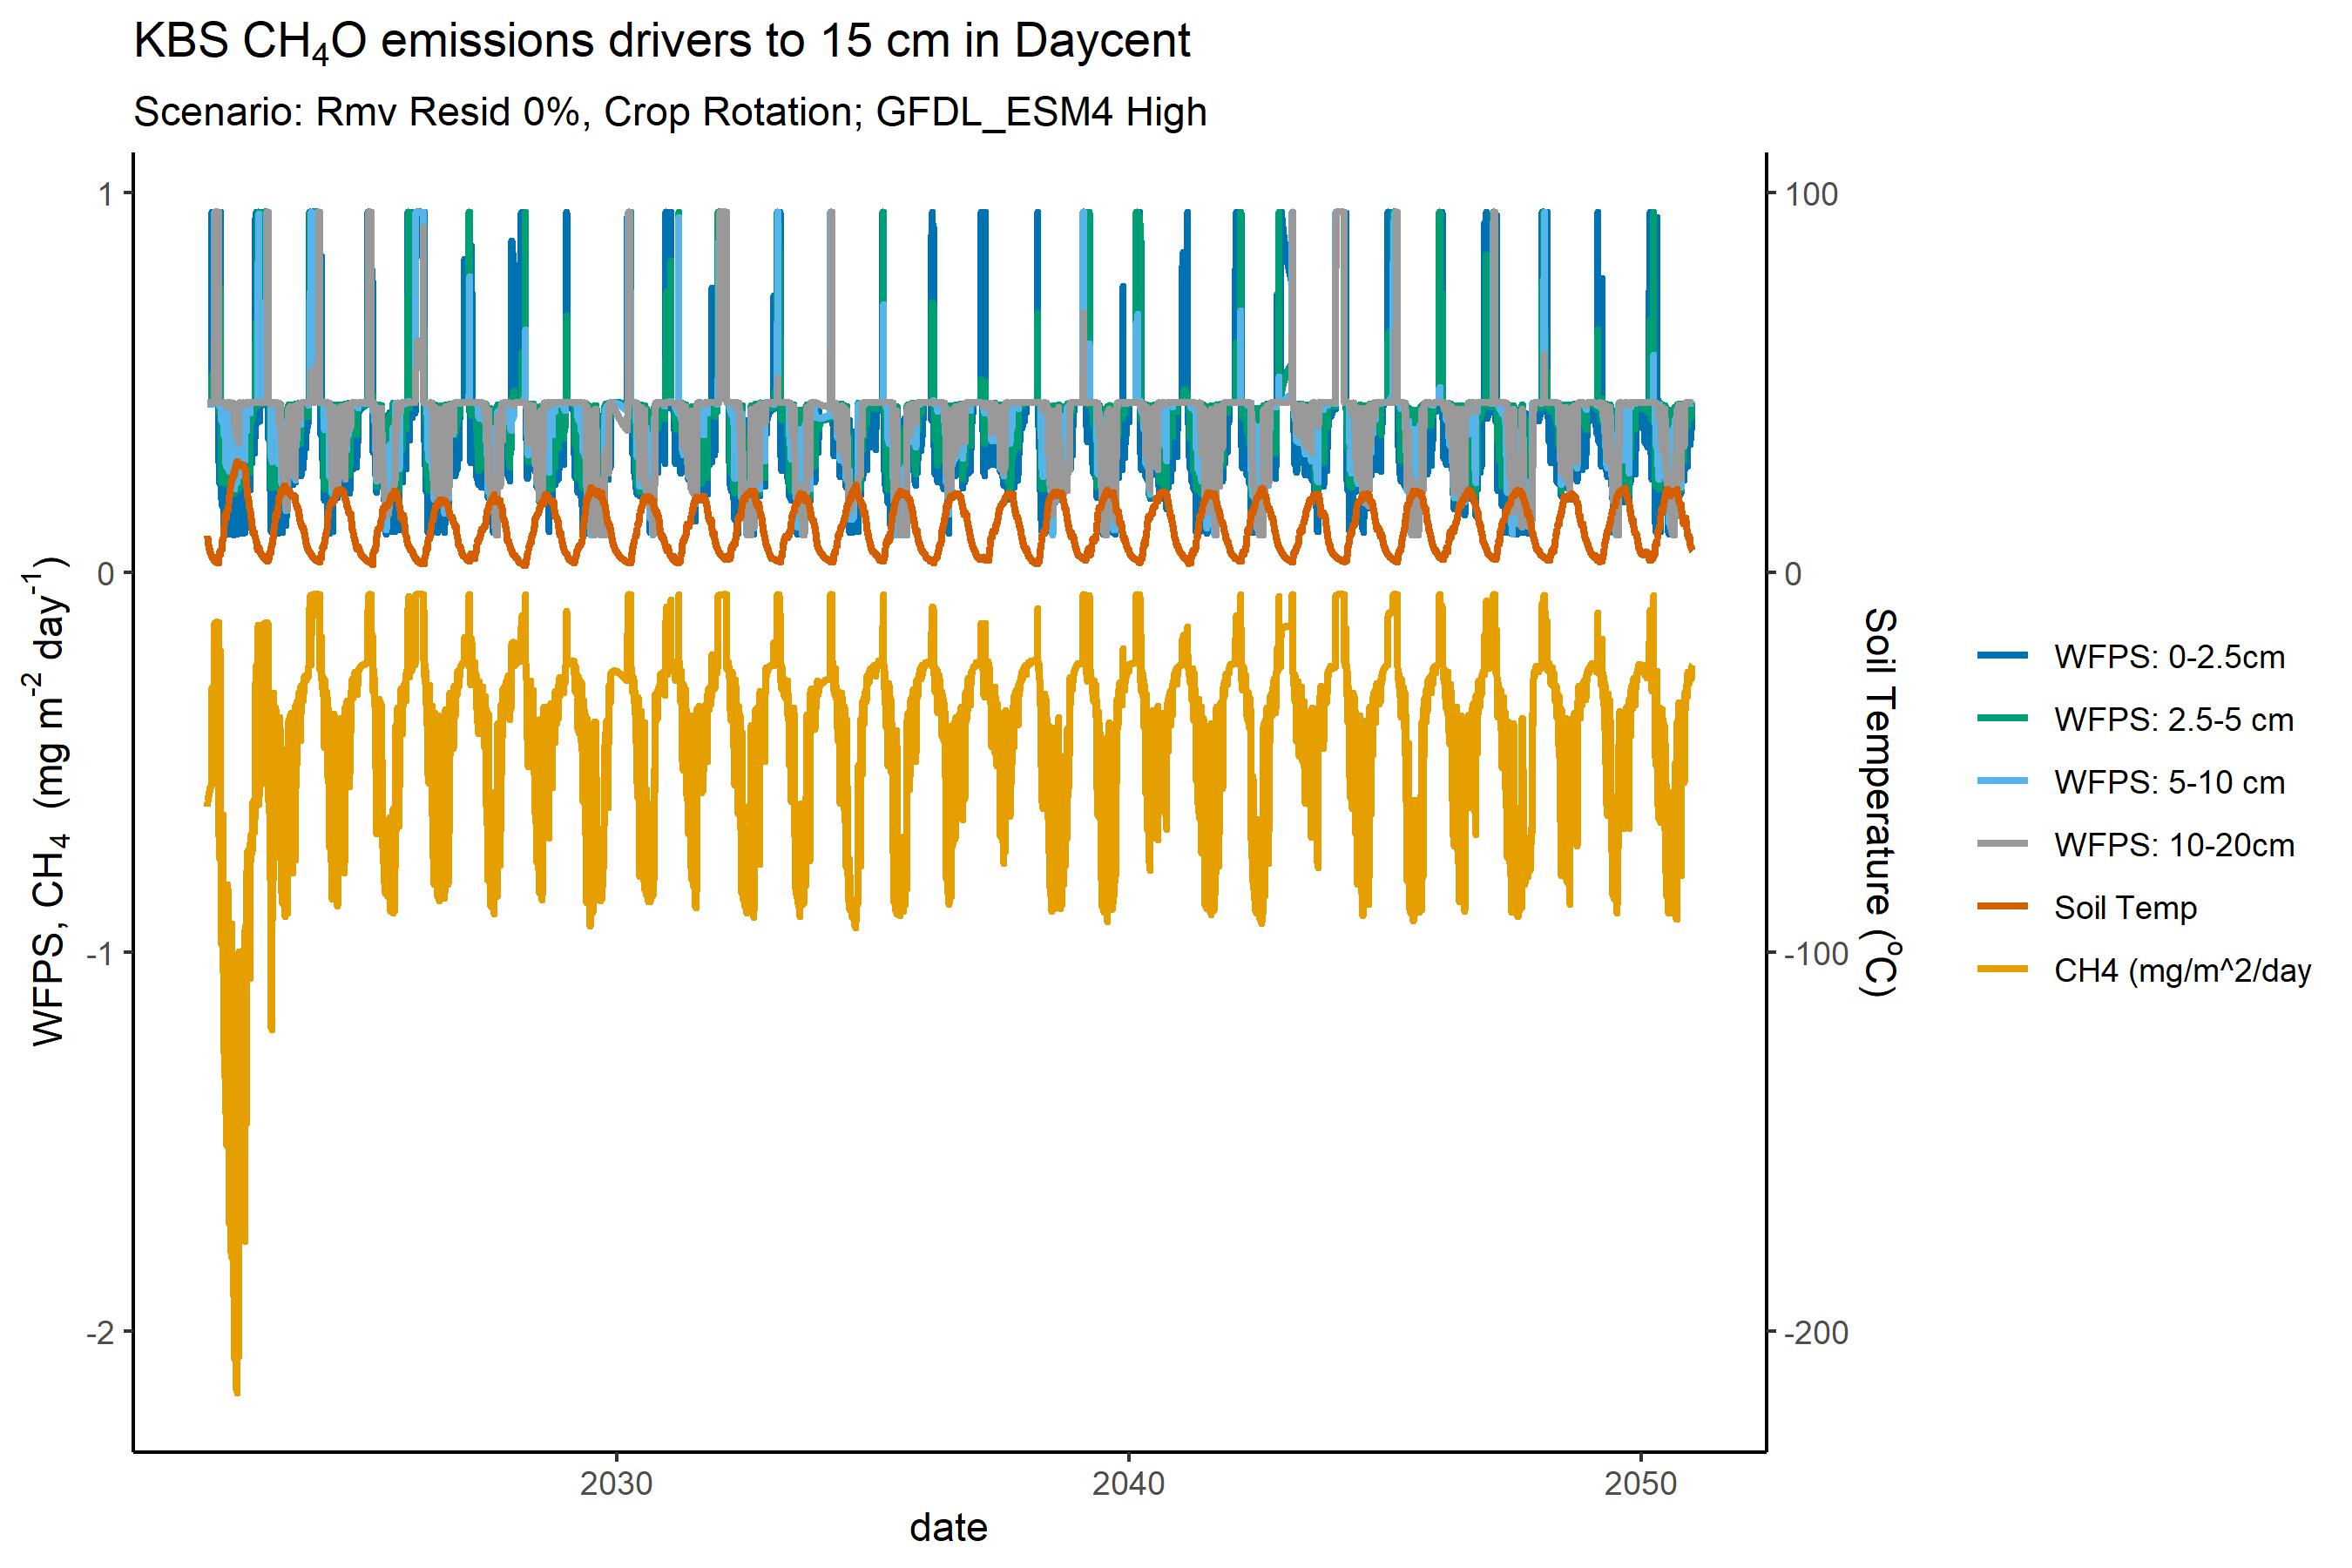 KBS CH₄O emissions drivers to 15 cm in Daycent
Scenario: Rmv Resid 0%, Crop Rotation; GFDL_ESM4 High
1
0
-1
-2
WFPS, CH₄ (mg m⁻² day⁻¹)
100
0
-100
-200
Soil Temperature (°C)
2030
2040
2050
date
WFPS: 0-2.5cm
WFPS: 2.5-5 cm
WFPS: 5-10 cm
WFPS: 10-20cm
Soil Temp
CH4 (mg/m^2/day